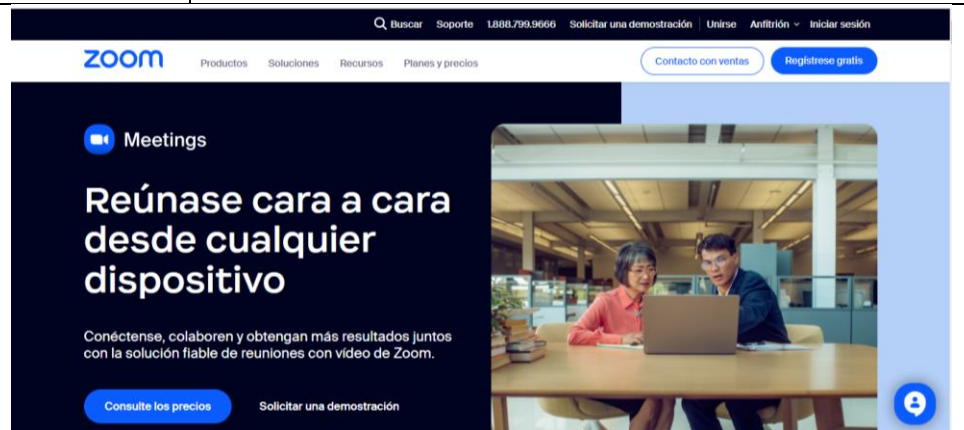 Buscar Soporte 1.888.799.9666 Solicitar una demostración Unirse Anfitrión Iniciar sesión
zoom Productos Soluciones Recursos Planes y precios Contacto con ventas Regístrese gratis
Meetings
Reúnase cara a cara
desde cualquier
dispositivo
Conéctense, colaboren y obtengan más resultados juntos
con la solución fiable de reuniones con vídeo de Zoom.
Consulte los precios Solicitar una demostración